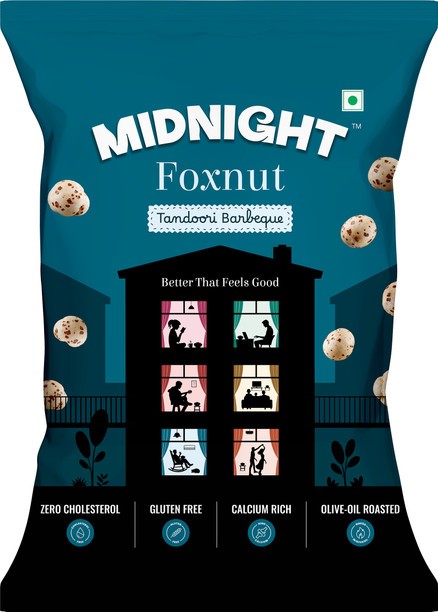 MIDNIGHT™
Foxnut
Tandoori Barbeque
Better That Feels Good
ZERO CHOLESTEROL
GLUTEN FREE
CALCIUM RICH
OLIVE-OIL ROASTED